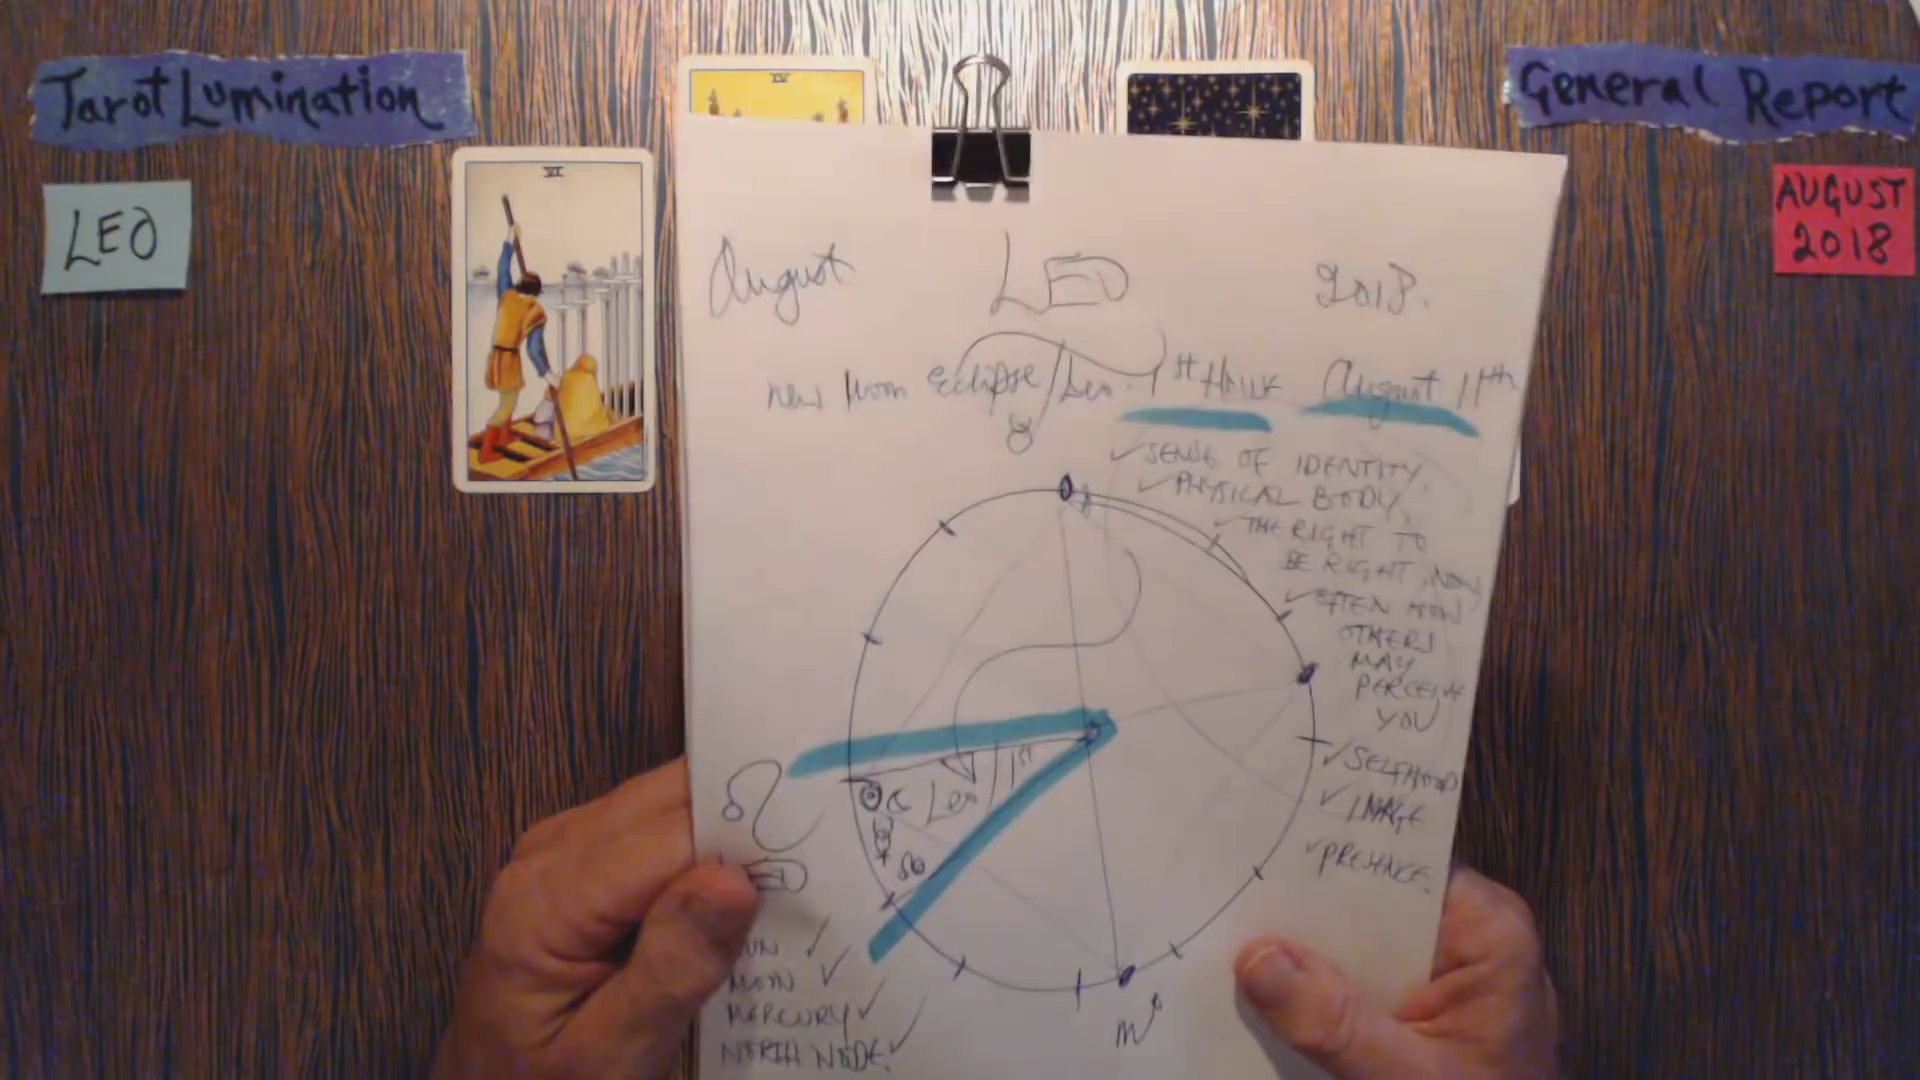 Tarot Lumination
General Report
LEO
AUGUST
2018
VI
IV
August LEO 2018.
new moon eclipse / Leo. 1st House August 11th
✓ SENSE OF IDENTITY.
✓ PHYSICAL BODY
✓ THE RIGHT TO
BE RIGHT, NOW
✓ OFTEN HOW
OTHERS
MAY
PERCEIVE
YOU
✓ SELFHOOD
✓ IMAGE
✓ PRESENCE.
Leo / 1st
MOON ✓
MERCURY ✓
NORTH NODE. ✓